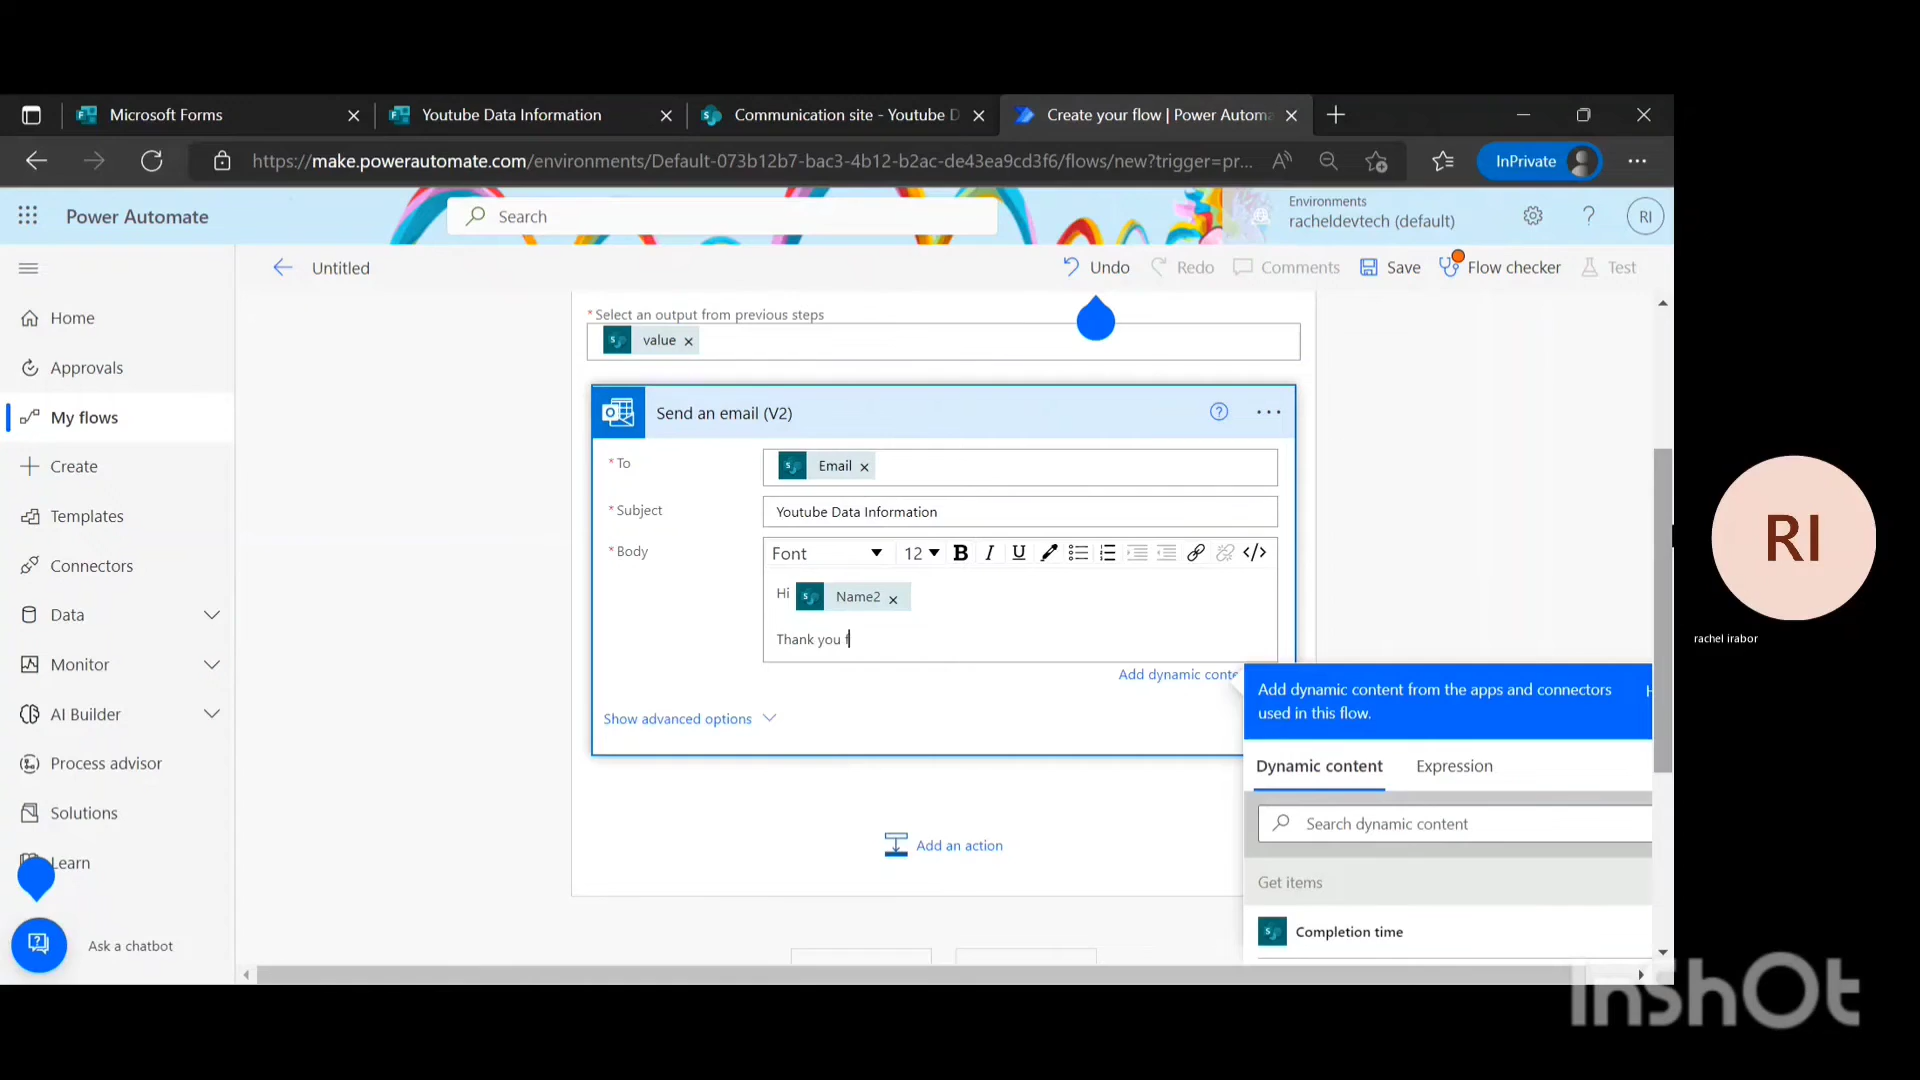 Microsoft Forms
Youtube Data Information
Communication site - Youtube D
Create your flow | Power Automa
https://make.powerautomate.com/environments/Default-073b12b7-bac3-4b12-b2ac-de43ea9cd3f6/flows/new?trigger=pr...
InPrivate
Power Automate
Search
Environments
racheldevtech (default)
RI
Untitled
Undo
Redo
Comments
Save
Flow checker
Test
Home
Approvals
My flows
Create
Templates
Connectors
Data
Monitor
AI Builder
Process advisor
Solutions
Learn
Ask a chatbot
* Select an output from previous steps
value
Send an email (V2)
* To
Email
* Subject
Youtube Data Information
* Body
Font
12
B I U
Hi Name2
Thank you f
Add dynamic conte
Show advanced options
Add an action
Add dynamic content from the apps and connectors
used in this flow.
Dynamic content
Expression
Search dynamic content
Get items
Completion time
RI
rachel irabor
InShOt